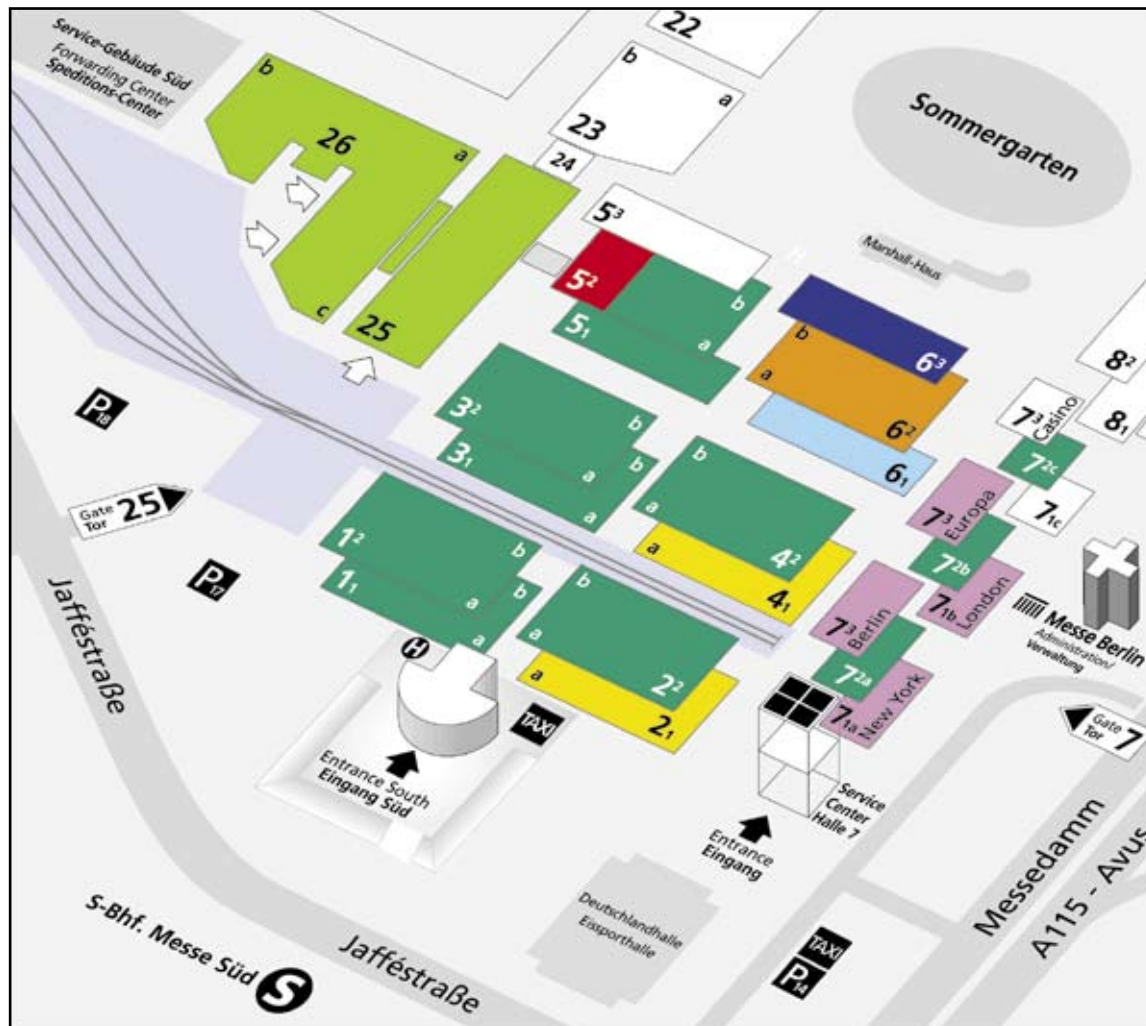 Service-Gebäude Süd
Forwarding Center
Speditions-Center
22
b
a
23
24
Sommergarten
b
26
a
c
25
5³
5²
b
5₁
a
Marshall-Haus
H
6³
b
a
6²
6₁
8²
8₁
7³
Casino
7²ᶜ
7₁c
P18
Gate
Tor
25
P17
3²
b
3₁
a
b
a
b
a
4²
a
4₁
7³
Europa
7²ᵇ
7₁b
London
1²
b
1₁
a
b
a
b
a
2²
a
2₁
7³
Berlin
7²ᵃ
7₁a
New York
Messe Berlin
Administration/
Verwaltung
Gate
Tor
7
H
TAXI
Entrance South
Eingang Süd
Service
Center
Halle 7
Entrance
Eingang
Jafféstraße
Deutschlandhalle
Eissporthalle
Messedamm
A115 - Avus
S-Bhf. Messe Süd
S
Jafféstraße
TAXI
P14